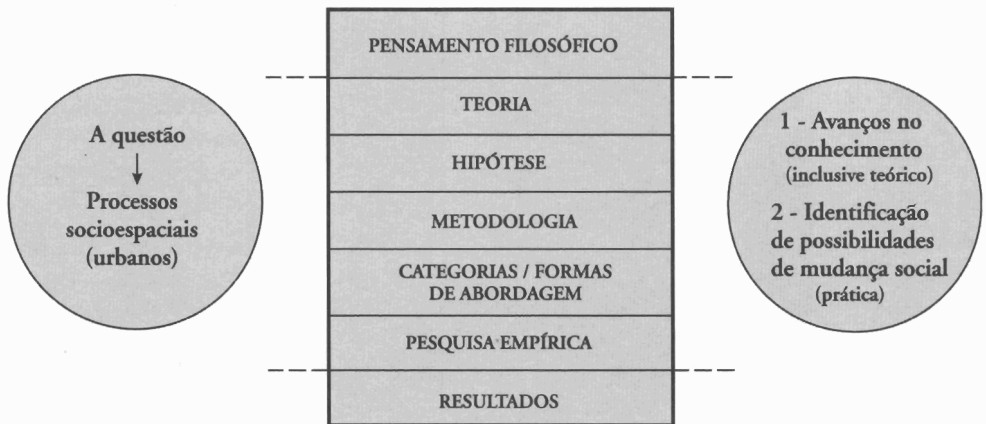 A questão
Processos
socioespaciais
(urbanos)
PENSAMENTO FILOSÓFICO
TEORIA
HIPÓTESE
METODOLOGIA
CATEGORIAS / FORMAS
DE ABORDAGEM
PESQUISA EMPÍRICA
RESULTADOS
1 - Avanços no
conhecimento
(inclusive teórico)
2 - Identificação
de possibilidades
de mudança social
(prática)